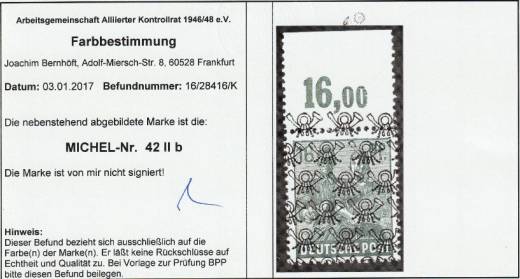 Arbeitsgemeinschaft Alliierter Kontrollrat 1946/48 e.V.
Farbbestimmung
Joachim Bernhöft, Adolf-Miersch-Str. 8, 60528 Frankfurt
Datum: 03.01.2017 Befundnummer: 16/28416/K
Die nebenstehend abgebildete Marke ist die:
MICHEL-Nr. 42 II b
Die Marke ist von mir nicht signiert!
Hinweis:
Dieser Befund bezieht sich ausschließlich auf die
Farbe(n) der Marke(n). Er läßt keine Rückschlüsse auf
Echtheit und Qualität zu. Bei Vorlage zur Prüfung BPP
bitte diesen Befund beilegen.
16,00
DEUTSCHE POST